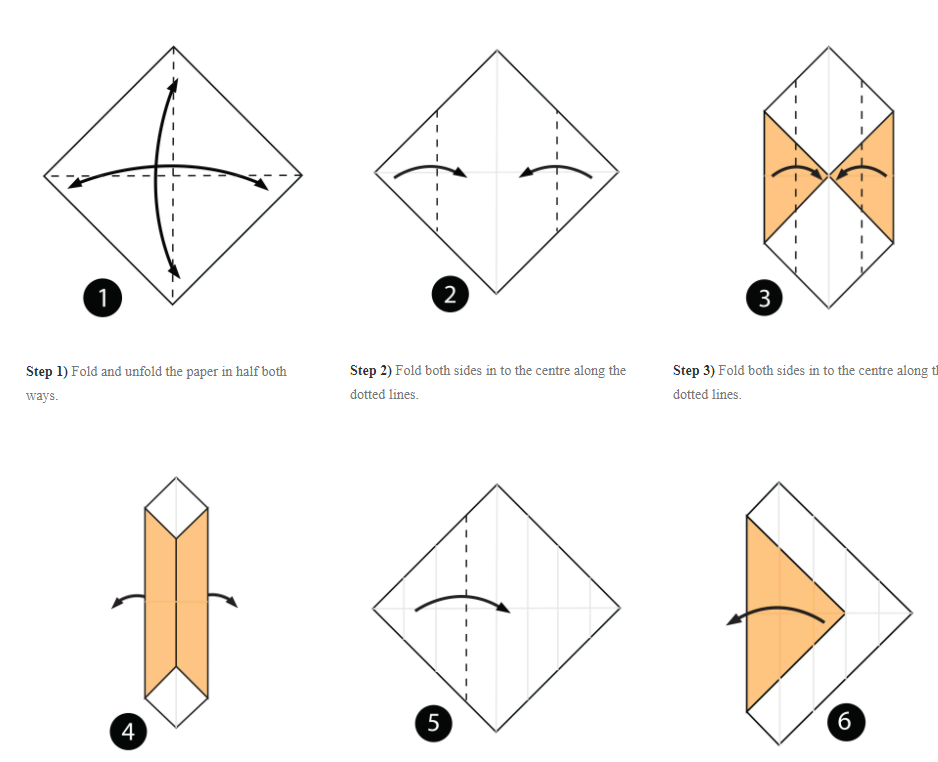 1
2
3
Step 1) Fold and unfold the paper in half both
ways.
Step 2) Fold both sides in to the centre along the
dotted lines.
Step 3) Fold both sides in to the centre along
dotted lines.
4
5
6